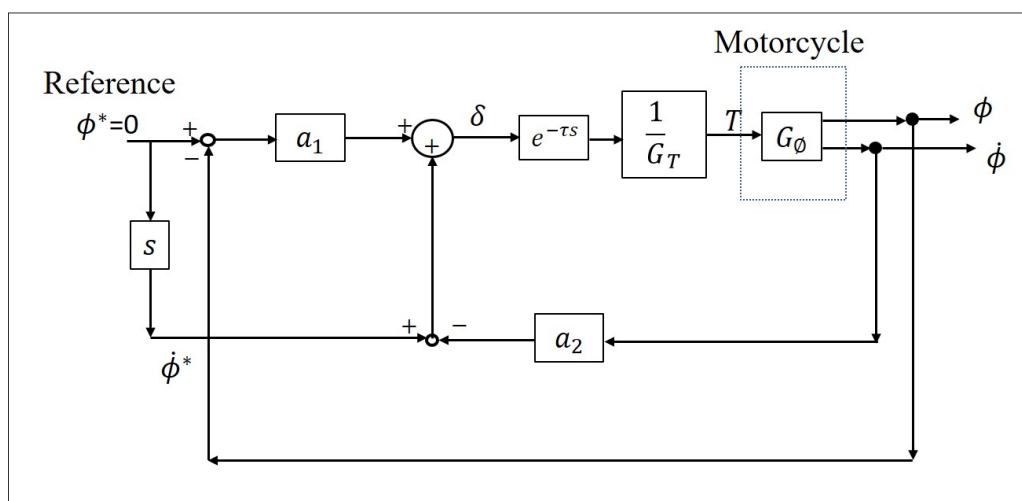 Motorcycle
Reference
ϕ*=0
+
−
a₁
+
+
δ
e^{−τs}
1
G_T
T
G_∅
ϕ
ϕ̇
s
+
−
a₂
ϕ̇*